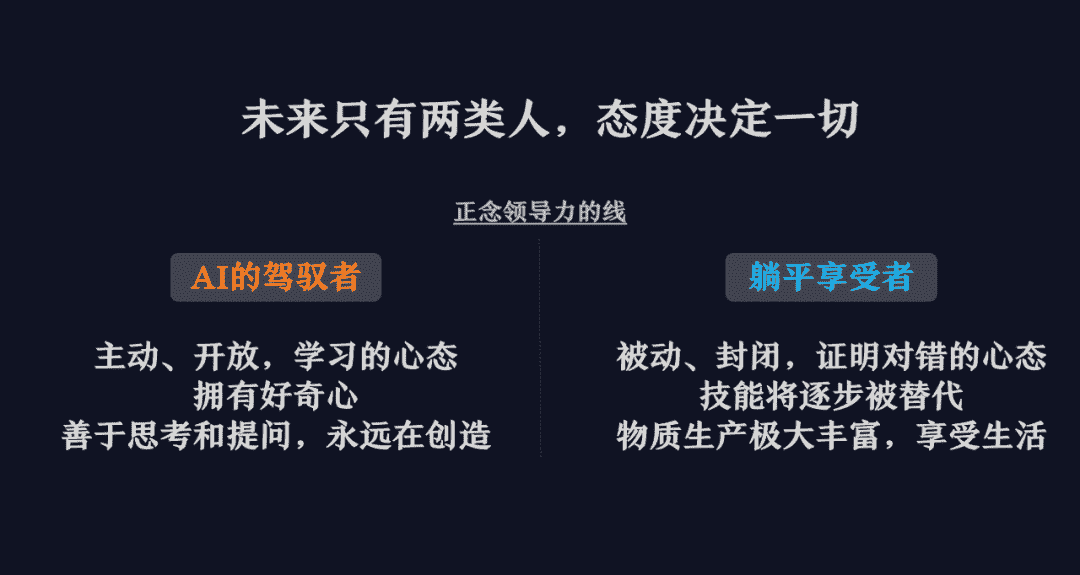 未来只有两类人，态度决定一切
正念领导力的线
AI的驾驭者
主动、开放，学习的心态
拥有好奇心
善于思考和提问，永远在创造
躺平享受者
被动、封闭，证明对错的心态
技能将逐步被替代
物质生产极大丰富，享受生活